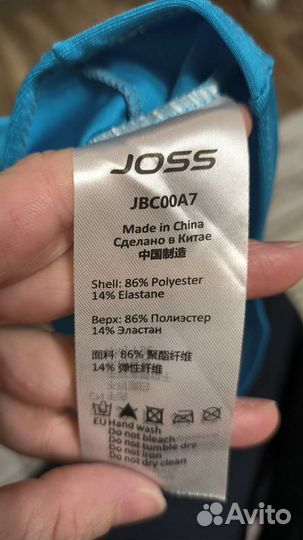 JOSS
JBC00A7
Made in China
Сделано в Китае
中国制造
Shell: 86% Polyester
14% Elastane
Верх: 86% Полиэстер
14% Эластан
面料: 86% 聚酯纤维
14% 弹性纤维
EU Hand wash
Do not bleach
Do not tumble dry
Do not iron
Do not dry clean
Avito